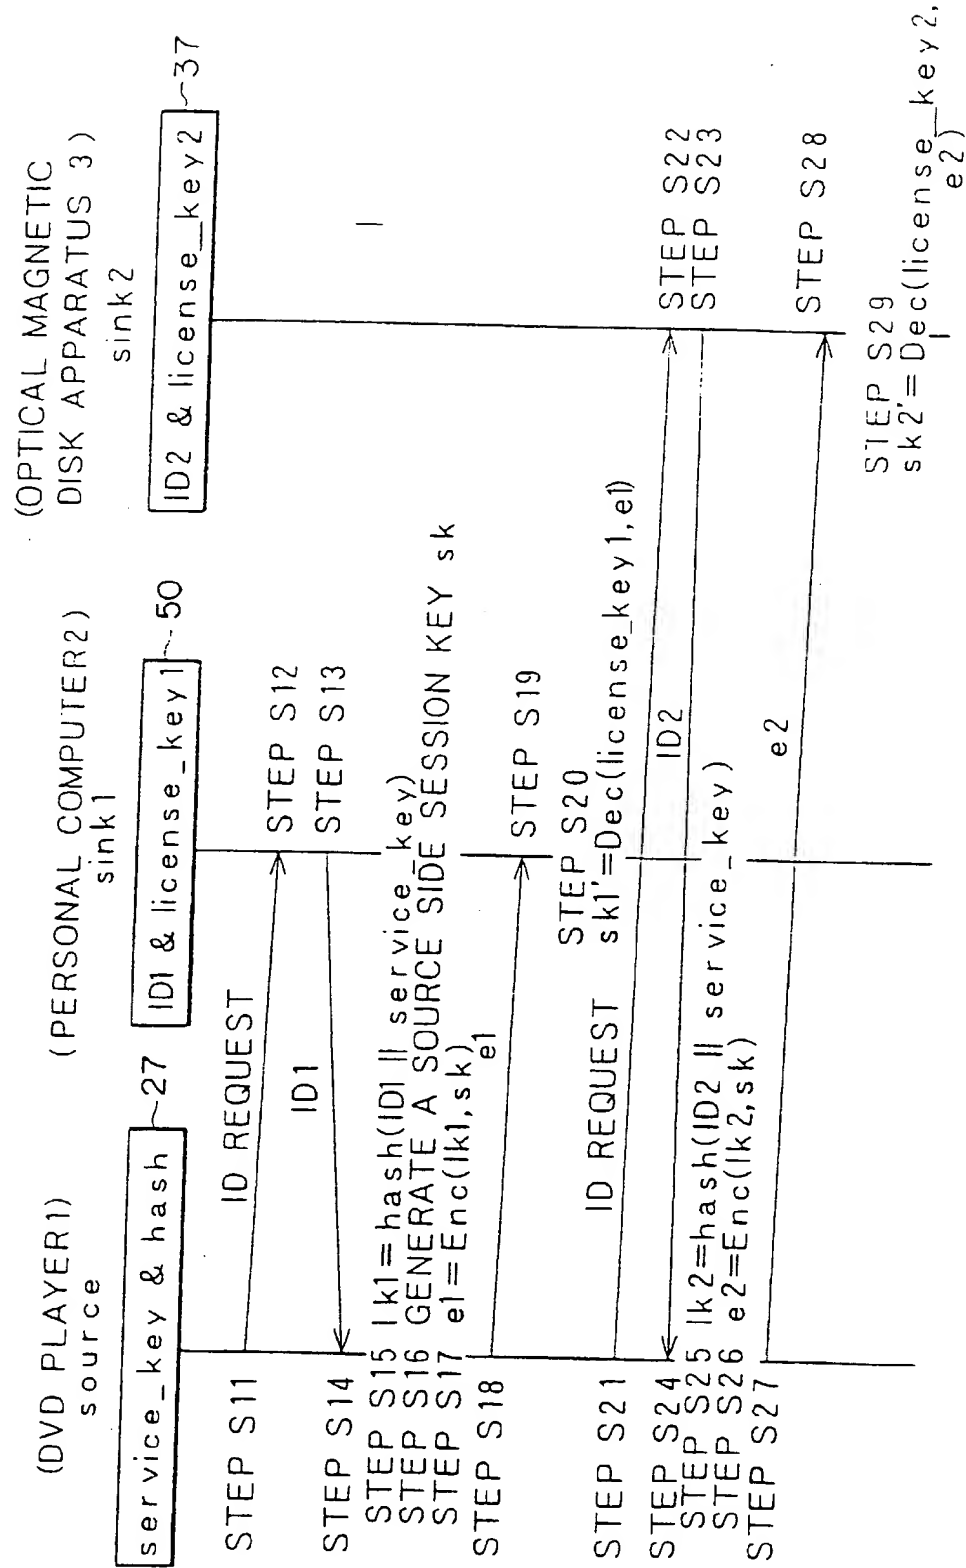 (DVD PLAYER1)
source
service_key & hash
27
(PERSONAL COMPUTER2)
sink1
ID1 & license_key1
50
(OPTICAL MAGNETIC
DISK APPARATUS 3)
sink2
ID2 & license_key2
37
STEP S11
ID REQUEST
STEP S12
STEP S13
ID1
STEP S14
STEP S15 lk1=hash(ID1 || service_key)
STEP S16 GENERATE A SOURCE SIDE SESSION KEY sk
STEP S17 e1=Enc(lk1,sk)
STEP S18
e1
STEP S19
STEP S20
sk1'=Dec(license_key1,e1)
STEP S21
ID REQUEST
STEP S22
STEP S23
ID2
STEP S24
STEP S25 lk2=hash(ID2 || service_key)
STEP S26 e2=Enc(lk2,sk)
STEP S27
e2
STEP S28
STEP S29
sk2'=Dec(license_key2,
e2)